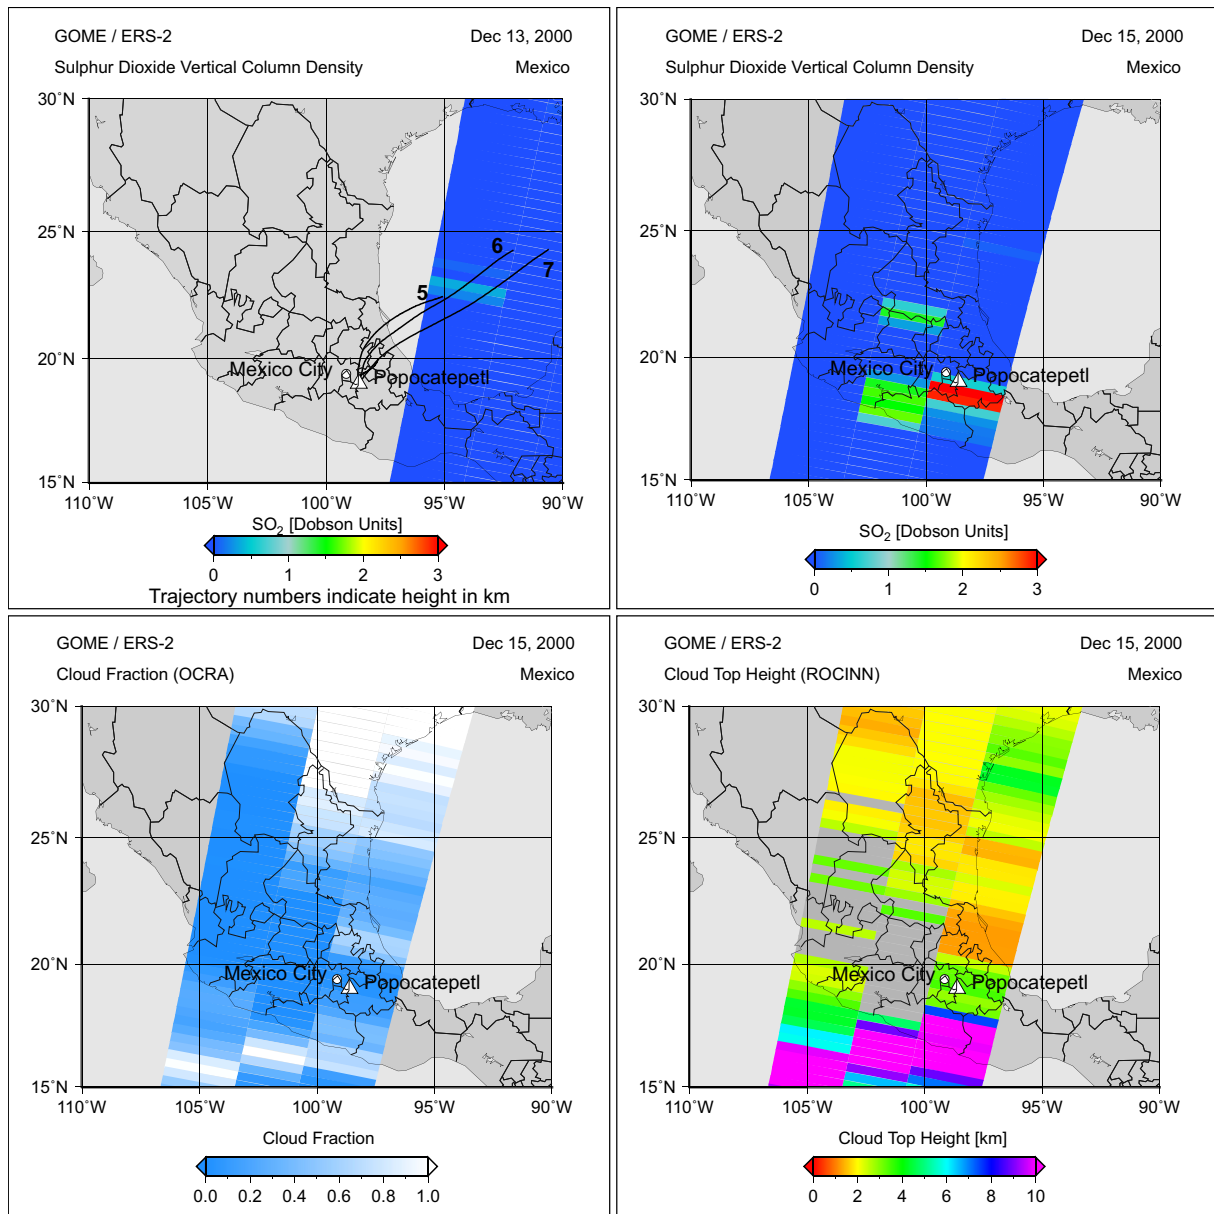 GOME / ERS-2 Dec 13, 2000
Sulphur Dioxide Vertical Column Density Mexico
30˚N
25˚N
20˚N
15˚N
6
7
5
Mexico City
Popocatepetl
110˚W 105˚W 100˚W 95˚W 90˚W
SO2 [Dobson Units]
0 1 2 3
Trajectory numbers indicate height in km
GOME / ERS-2 Dec 15, 2000
Sulphur Dioxide Vertical Column Density Mexico
30˚N
25˚N
20˚N
15˚N
Mexico City
Popocatepetl
110˚W 105˚W 100˚W 95˚W 90˚W
SO2 [Dobson Units]
0 1 2 3
GOME / ERS-2 Dec 15, 2000
Cloud Fraction (OCRA) Mexico
30˚N
25˚N
20˚N
15˚N
Mexico City
Popocatepetl
110˚W 105˚W 100˚W 95˚W 90˚W
Cloud Fraction
0.0 0.2 0.4 0.6 0.8 1.0
GOME / ERS-2 Dec 15, 2000
Cloud Top Height (ROCINN) Mexico
30˚N
25˚N
20˚N
15˚N
Mexico City
Popocatepetl
110˚W 105˚W 100˚W 95˚W 90˚W
Cloud Top Height [km]
0 2 4 6 8 10